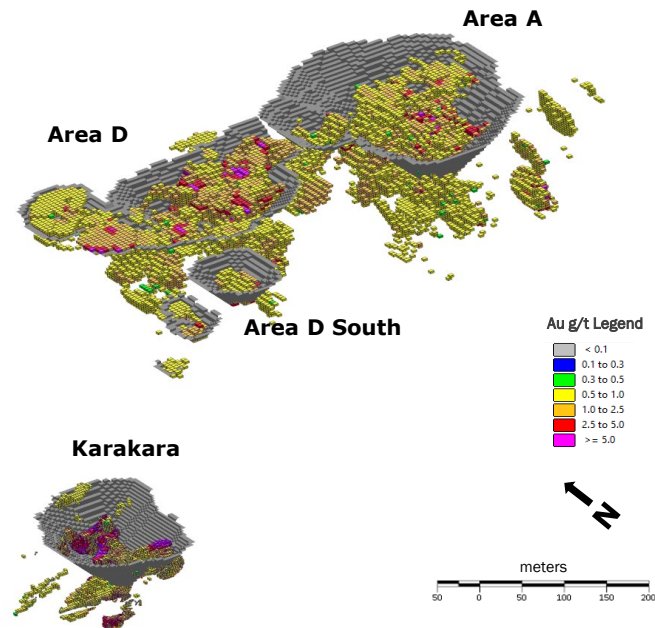 Area A
Area D
Area D South
Au g/t Legend
< 0.1
0.1 to 0.3
0.3 to 0.5
0.5 to 1.0
1.0 to 2.5
2.5 to 5.0
>= 5.0
Karakara
N
meters
50 0 50 100 150 200